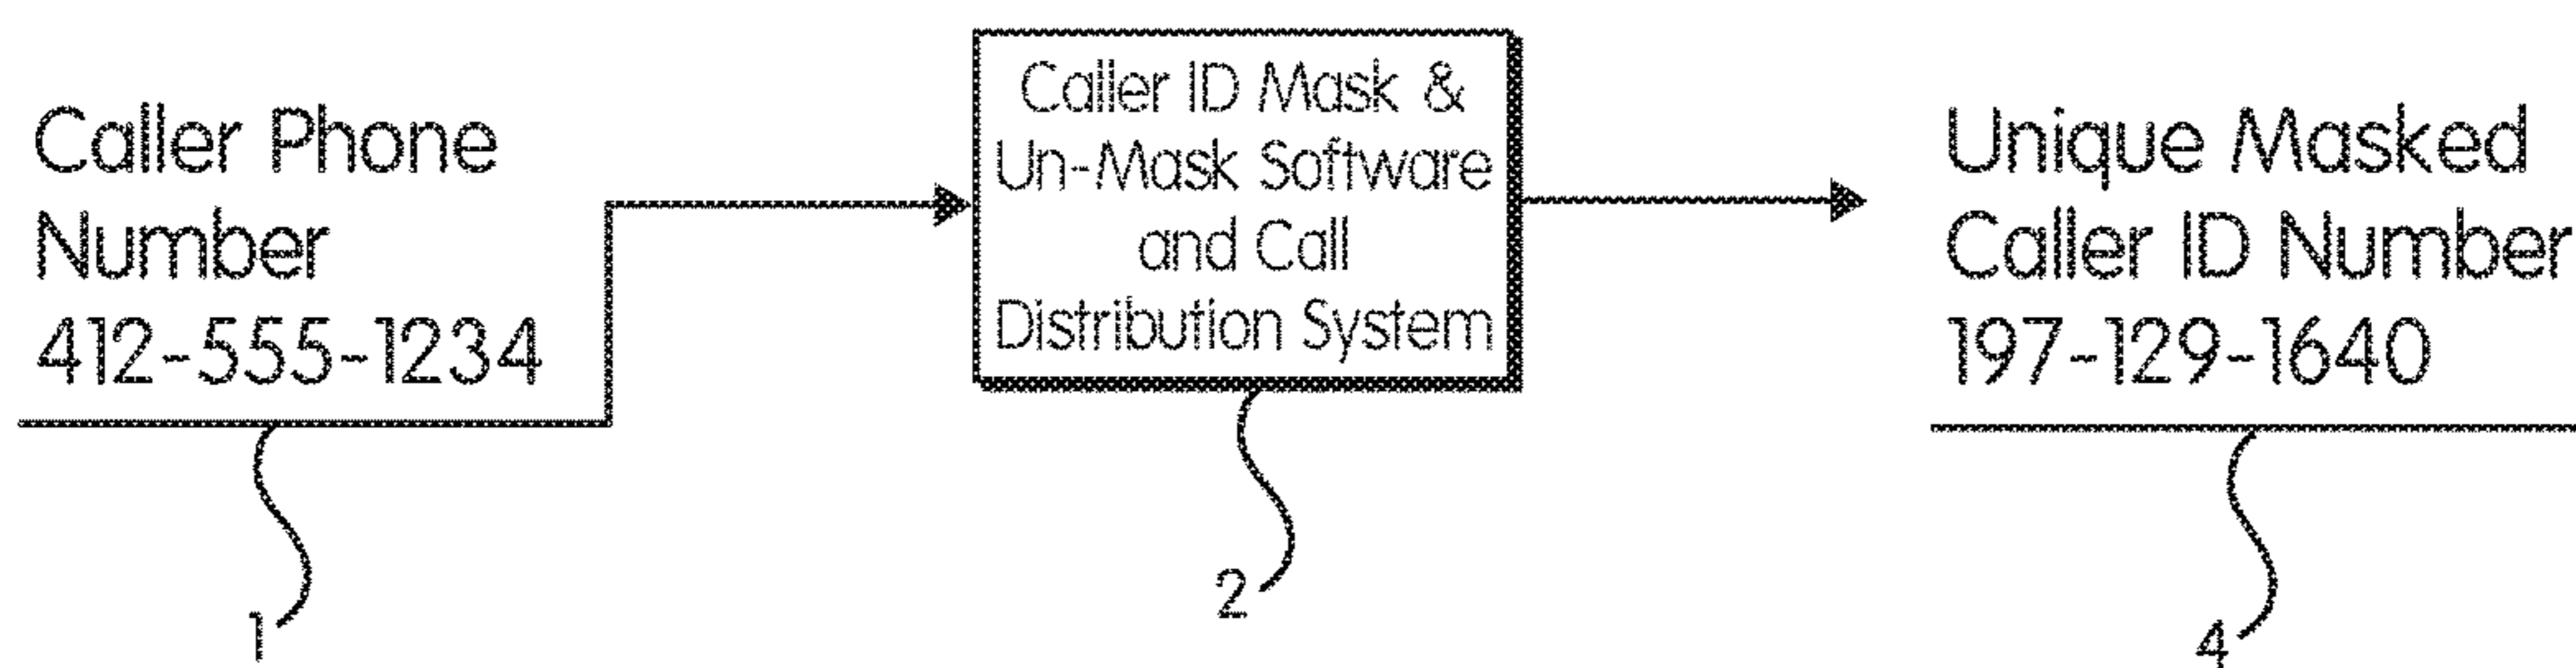 Caller Phone
Number
412-555-1234
Caller ID Mask &
Un-Mask Software
and Call
Distribution System
Unique Masked
Caller ID Number
197-129-1640
1
2
4